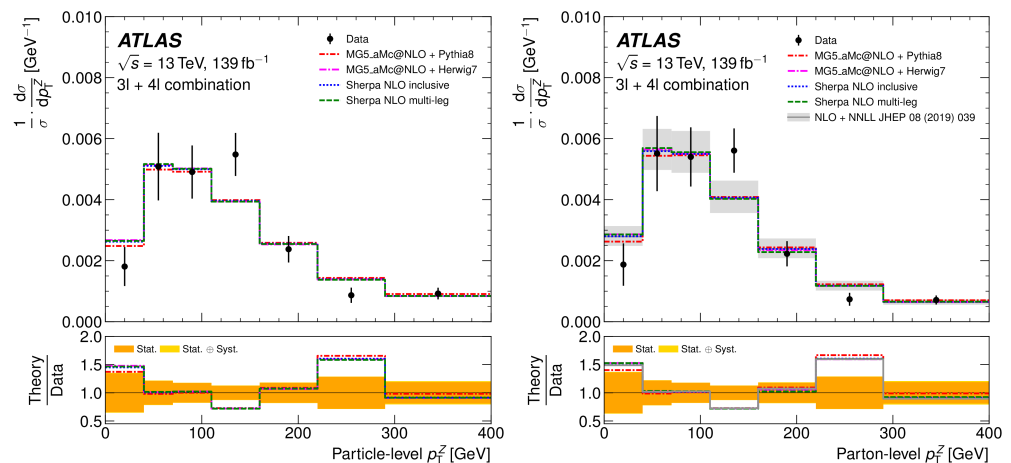 0.010
0.008
0.006
0.004
0.002
0.000
1/σ · dσ/dp_T^Z [GeV⁻¹]
ATLAS
√s = 13 TeV, 139 fb⁻¹
3l + 4l combination
Data
MG5_aMc@NLO + Pythia8
MG5_aMc@NLO + Herwig7
Sherpa NLO inclusive
Sherpa NLO multi-leg
2.0
1.5
1.0
0.5
Theory
Data
Stat. Stat. ⊕ Syst.
0 100 200 300 400
Particle-level p_T^Z [GeV]
0.010
0.008
0.006
0.004
0.002
0.000
1/σ · dσ/dp_T^Z [GeV⁻¹]
ATLAS
√s = 13 TeV, 139 fb⁻¹
3l + 4l combination
Data
MG5_aMc@NLO + Pythia8
MG5_aMc@NLO + Herwig7
Sherpa NLO inclusive
Sherpa NLO multi-leg
NLO + NNLL JHEP 08 (2019) 039
2.0
1.5
1.0
0.5
Theory
Data
Stat. Stat. ⊕ Syst.
0 100 200 300 400
Parton-level p_T^Z [GeV]